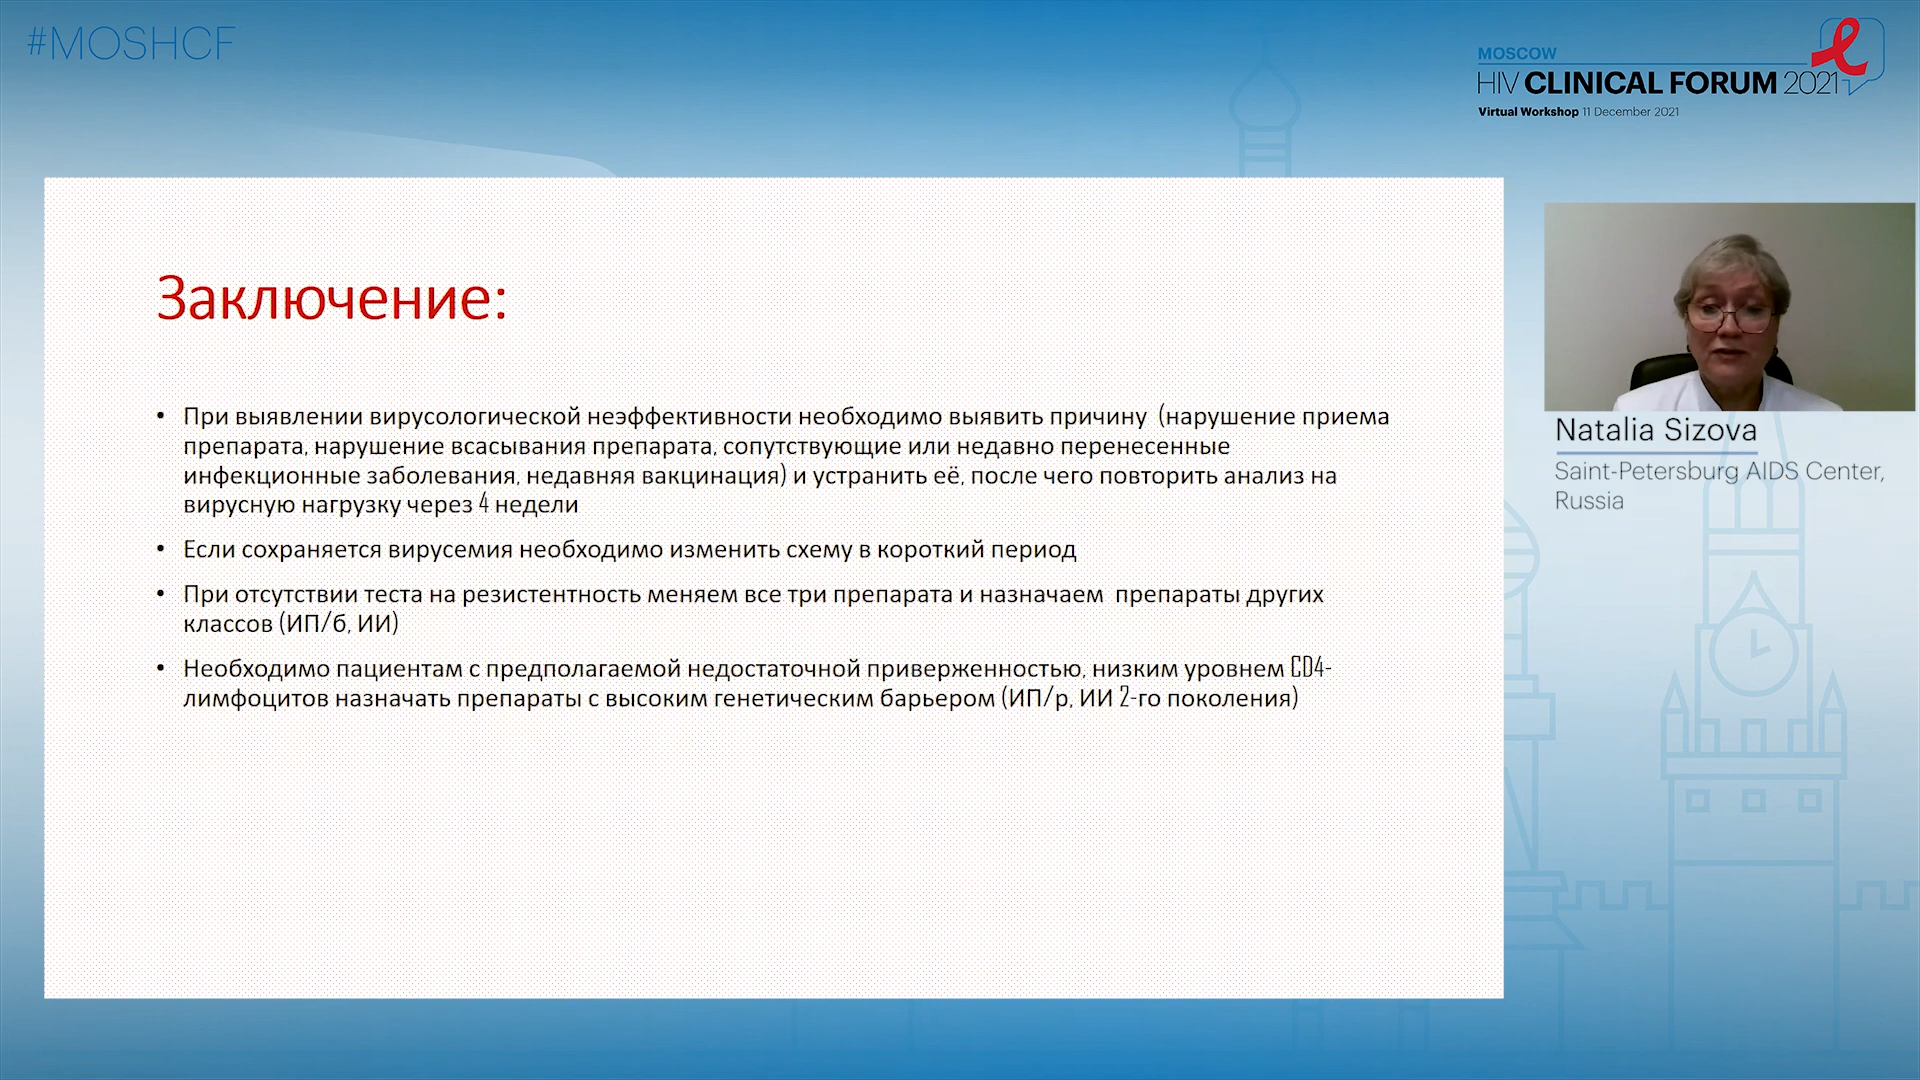 #MOSHCF
MOSCOW
HIV CLINICAL FORUM 2021
Virtual Workshop 11 December 2021
Заключение:
• При выявлении вирусологической неэффективности необходимо выявить причину (нарушение приема
препарата, нарушение всасывания препарата, сопутствующие или недавно перенесенные
инфекционные заболевания, недавняя вакцинация) и устранить её, после чего повторить анализ на
вирусную нагрузку через 4 недели
• Если сохраняется вирусемия необходимо изменить схему в короткий период
• При отсутствии теста на резистентность меняем все три препарата и назначаем препараты других
классов (ИП/б, ИИ)
• Необходимо пациентам с предполагаемой недостаточной приверженностью, низким уровнем CD4-
лимфоцитов назначать препараты с высоким генетическим барьером (ИП/р, ИИ 2-го поколения)
Natalia Sizova
Saint-Petersburg AIDS Center,
Russia